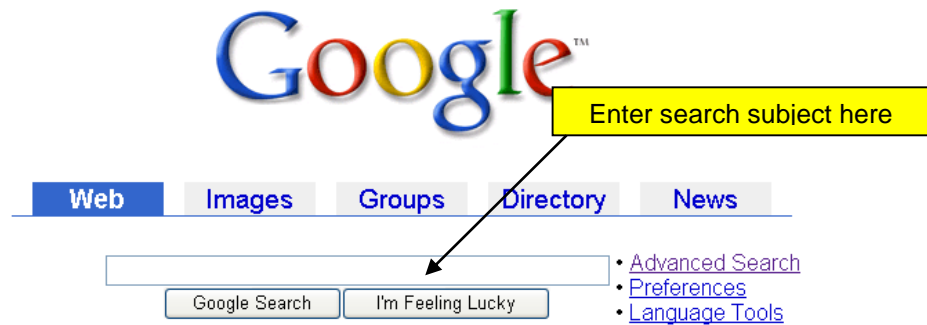 Google™
Enter search subject here
Web Images Groups Directory News
• Advanced Search
• Preferences
Google Search I'm Feeling Lucky
• Language Tools